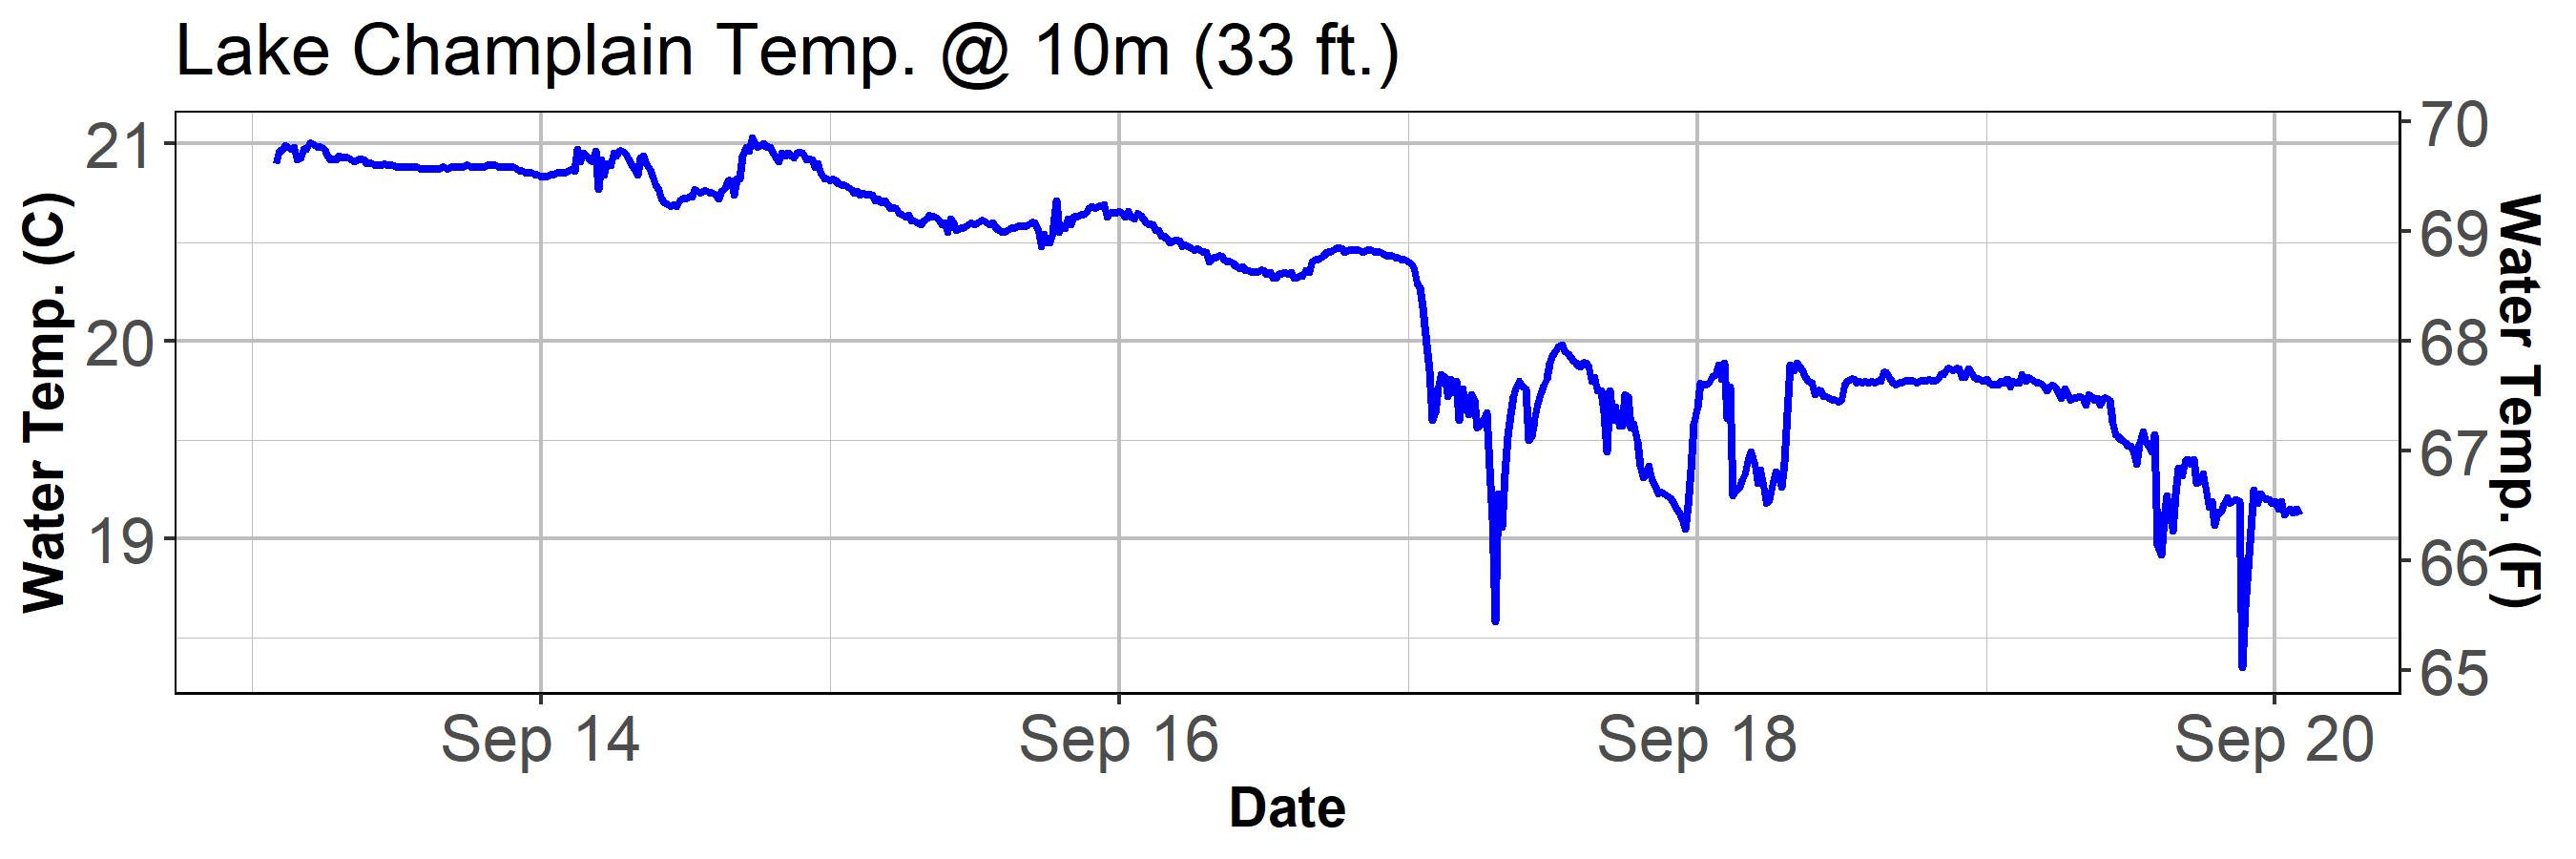 Lake Champlain Temp. @ 10m (33 ft.)
Water Temp. (C)
21
20
19
70
69
68
67
66
65
Water Temp. (F)
Sep 14
Sep 16
Sep 18
Sep 20
Date